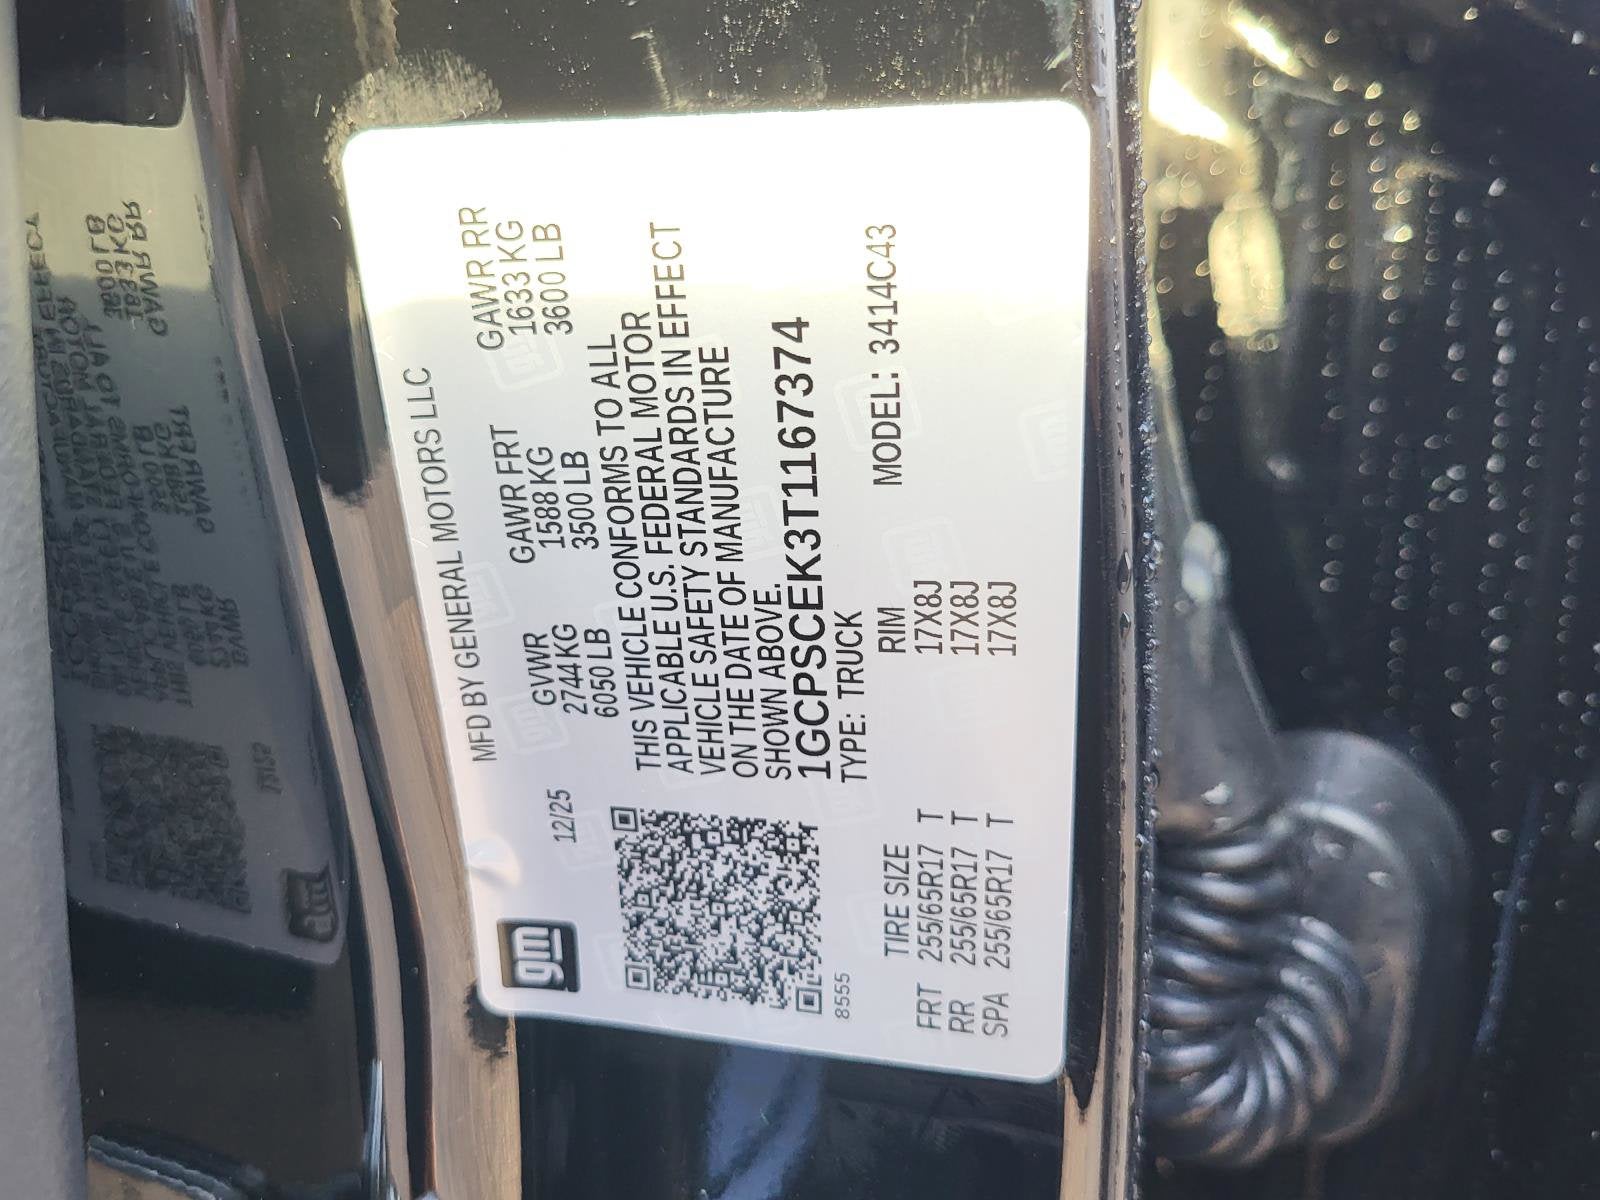 MFD BY GENERAL MOTORS LLC
gm
12/25
GVWR GAWR FRT GAWR RR
2744 KG 1588 KG 1633 KG
6050 LB 3500 LB 3600 LB
THIS VEHICLE CONFORMS TO ALL
APPLICABLE U.S. FEDERAL MOTOR
VEHICLE SAFETY STANDARDS IN EFFECT
ON THE DATE OF MANUFACTURE
SHOWN ABOVE.
1GCPSCEK3T1167374
TYPE: TRUCK
8555
MODEL: 3414C43
TIRE SIZE RIM
FRT 255/65R17 T 17X8J
RR 255/65R17 T 17X8J
SPA 255/65R17 T 17X8J